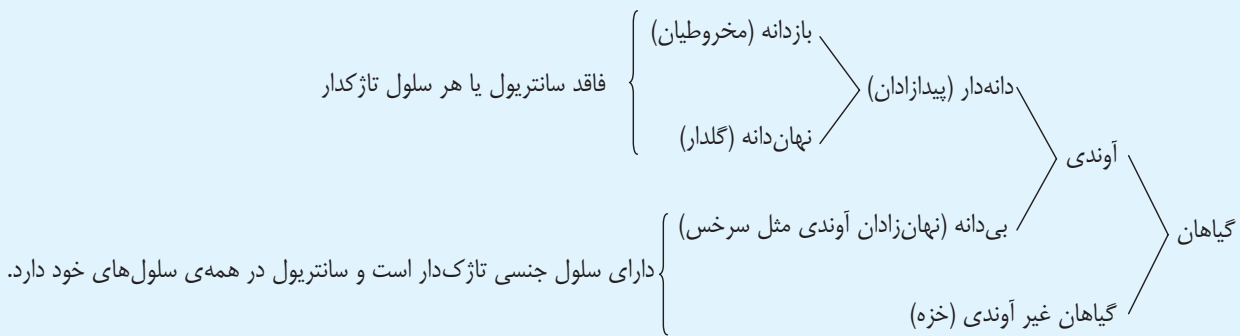 بازدانه (مخروطیان)
فاقد سانتریول یا هر سلول تاژکدار
دانه‌دار (پیدازادان)
نهان‌دانه (گلدار)
آوندی
گیاهان
بی‌دانه (نهان‌زادان آوندی مثل سرخس)
دارای سلول جنسی تاژک‌دار است و سانتریول در همه‌ی سلول‌های خود دارد.
گیاهان غیر آوندی (خزه)